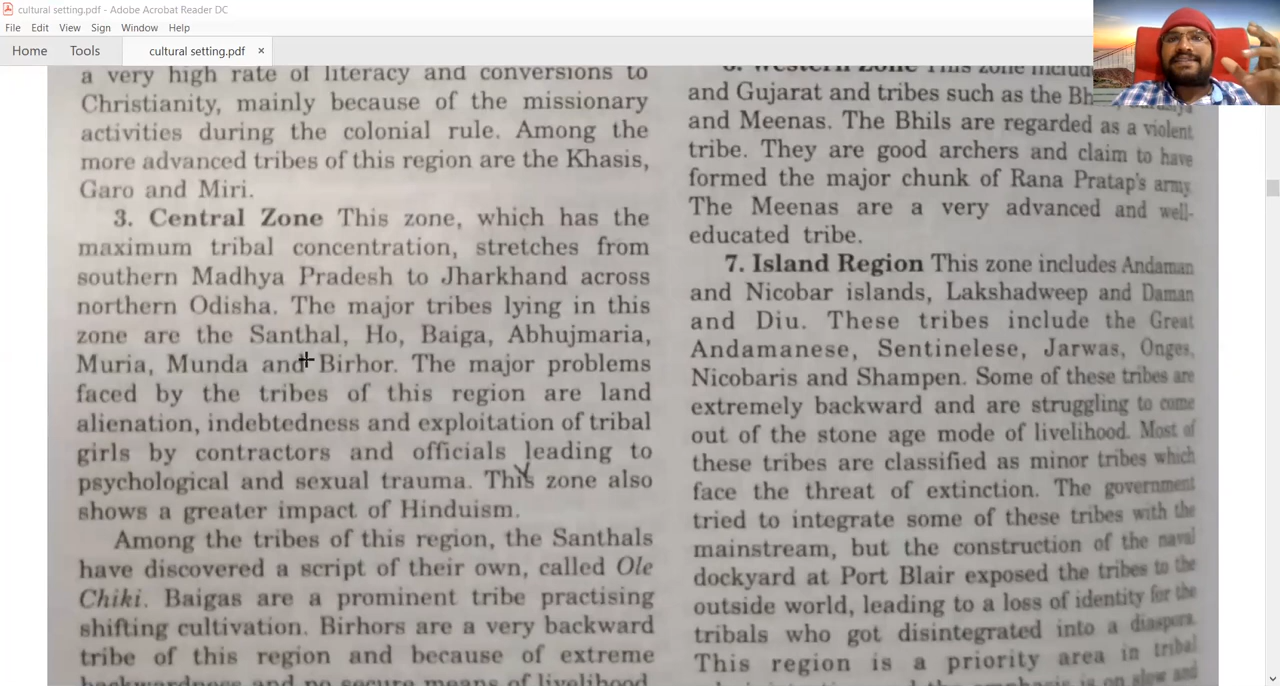 cultural setting.pdf - Adobe Acrobat Reader DC
File Edit View Sign Window Help
Home Tools cultural setting.pdf ×
a very high rate of literacy and conversions to
Christianity, mainly because of the missionary
activities during the colonial rule. Among the
more advanced tribes of this region are the Khasis,
Garo and Miri.
3. Central Zone This zone, which has the
maximum tribal concentration, stretches from
southern Madhya Pradesh to Jharkhand across
northern Odisha. The major tribes lying in this
zone are the Santhal, Ho, Baiga, Abhujmaria,
Muria, Munda and Birhor. The major problems
faced by the tribes of this region are land
alienation, indebtedness and exploitation of tribal
girls by contractors and officials leading to
psychological and sexual trauma. This zone also
shows a greater impact of Hinduism.
Among the tribes of this region, the Santhals
have discovered a script of their own, called Ole
Chiki. Baigas are a prominent tribe practising
shifting cultivation. Birhors are a very backward
tribe of this region and because of extreme
backwardness and no secure means of livelihood
Western Zone This zone
and Gujarat and tribes such as the
and Meenas. The Bhils are regarded as a violent
tribe. They are good archers and claim to have
formed the major chunk of Rana Pratap's army.
The Meenas are a very advanced and well-
educated tribe.
7. Island Region This zone includes Andaman
and Nicobar islands, Lakshadweep and Daman
and Diu. These tribes include the Great
Andamanese, Sentinelese, Jarwas, Onges,
Nicobaris and Shampen. Some of these tribes are
extremely backward and are struggling to come
out of the stone age mode of livelihood. Most of
these tribes are classified as minor tribes which
face the threat of extinction. The government
tried to integrate some of these tribes with the
mainstream, but the construction of the naval
dockyard at Port Blair exposed the tribes to the
outside world, leading to a loss of identity for the
tribals who got disintegrated into a diaspora.
This region is a priority area in tribal